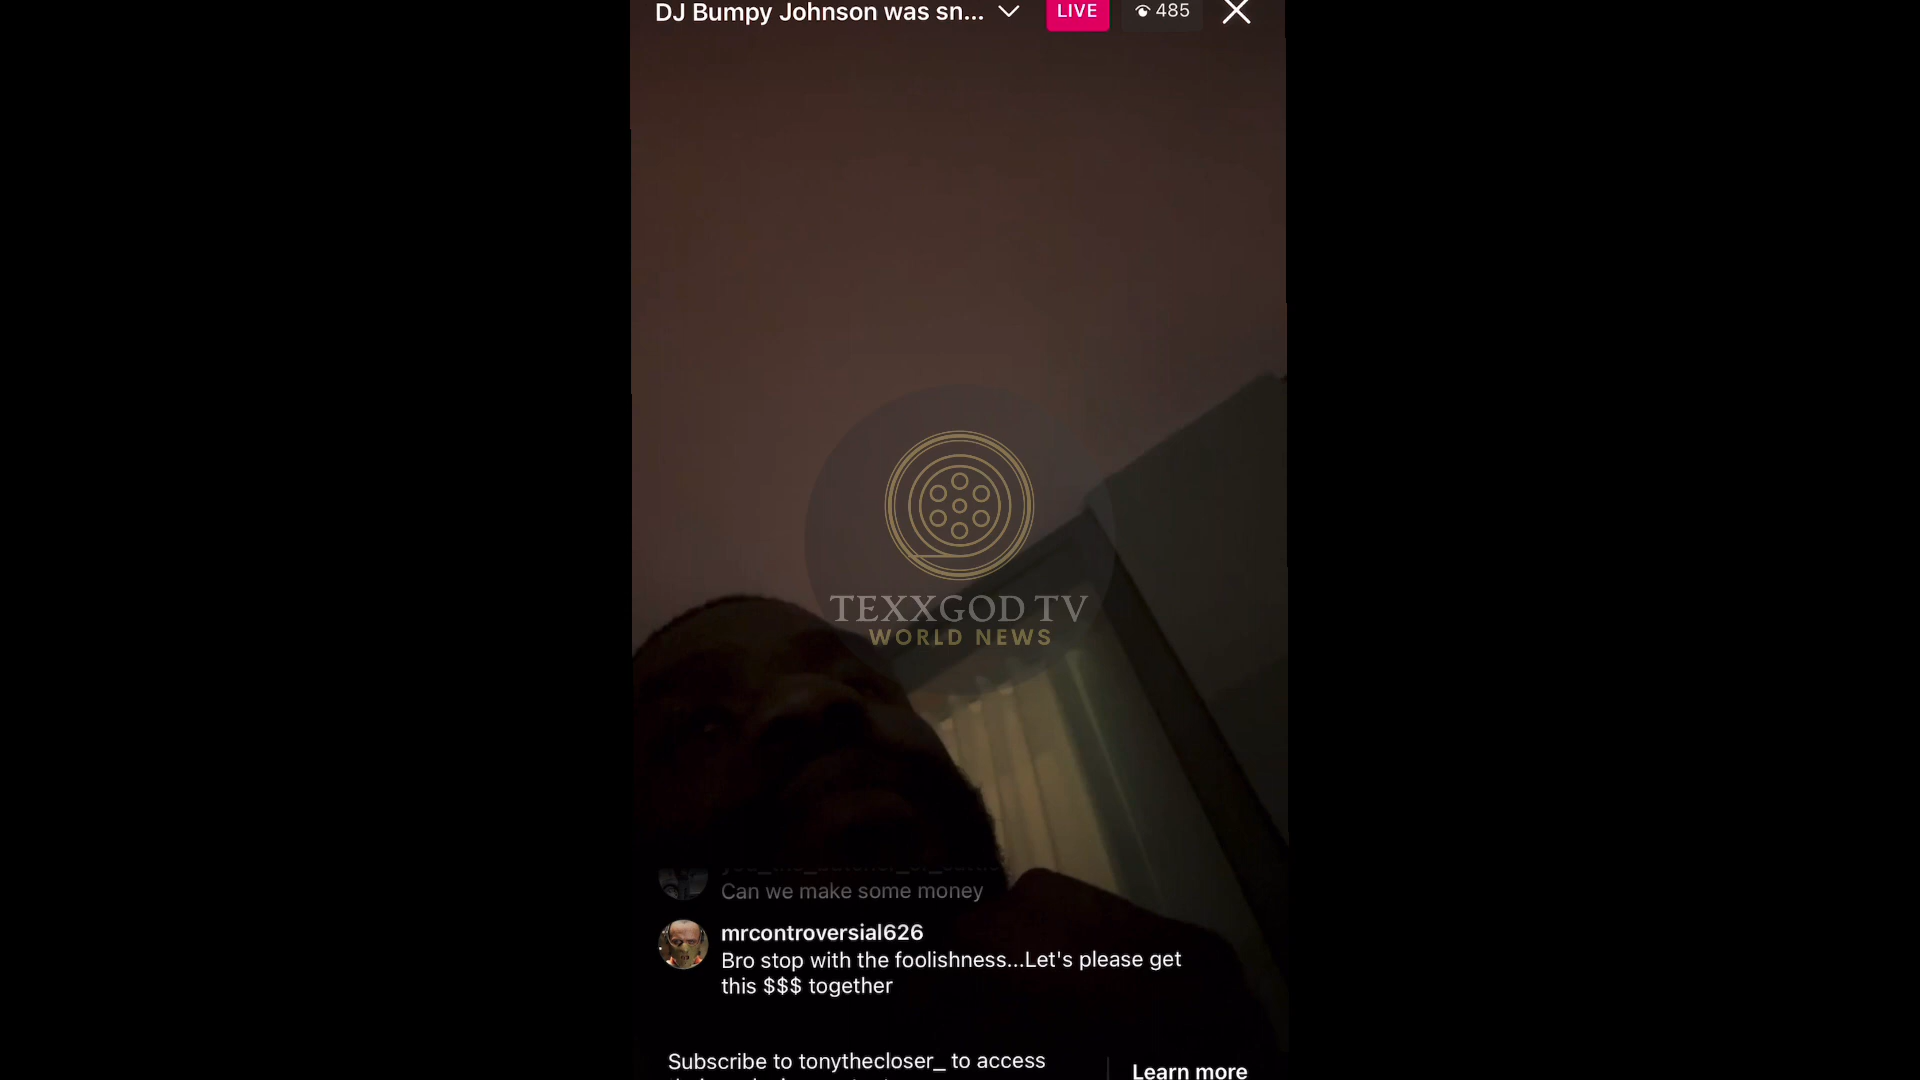 DJ Bumpy Johnson was sn...
LIVE
485
TEXXGOD TV
WORLD NEWS
Can we make some money
mrcontroversial626
Bro stop with the foolishness...Let's please get
this $$$ together
Subscribe to tonythecloser_ to access
Learn more